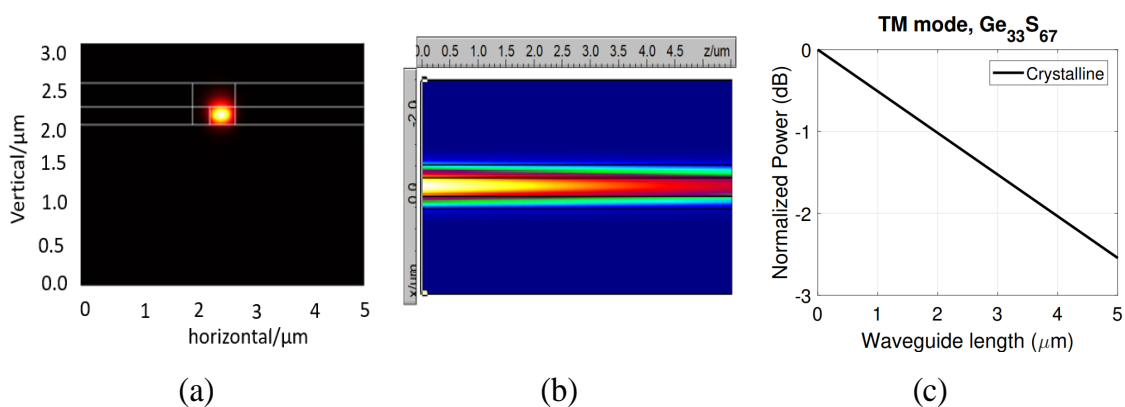 3.0
2.5
2.0
1.5
1.0
0.5
0.0
Vertical/μm
0 1 2 3 4 5
horizontal/μm
(a)
0.0 0.5 1.0 1.5 2.0 2.5 3.0 3.5 4.0 4.5 z/um
-2.0
0.0
x/um
(b)
TM mode, Ge33S67
Crystalline
0
-1
-2
-3
Normalized Power (dB)
0 1 2 3 4 5
Waveguide length (μm)
(c)